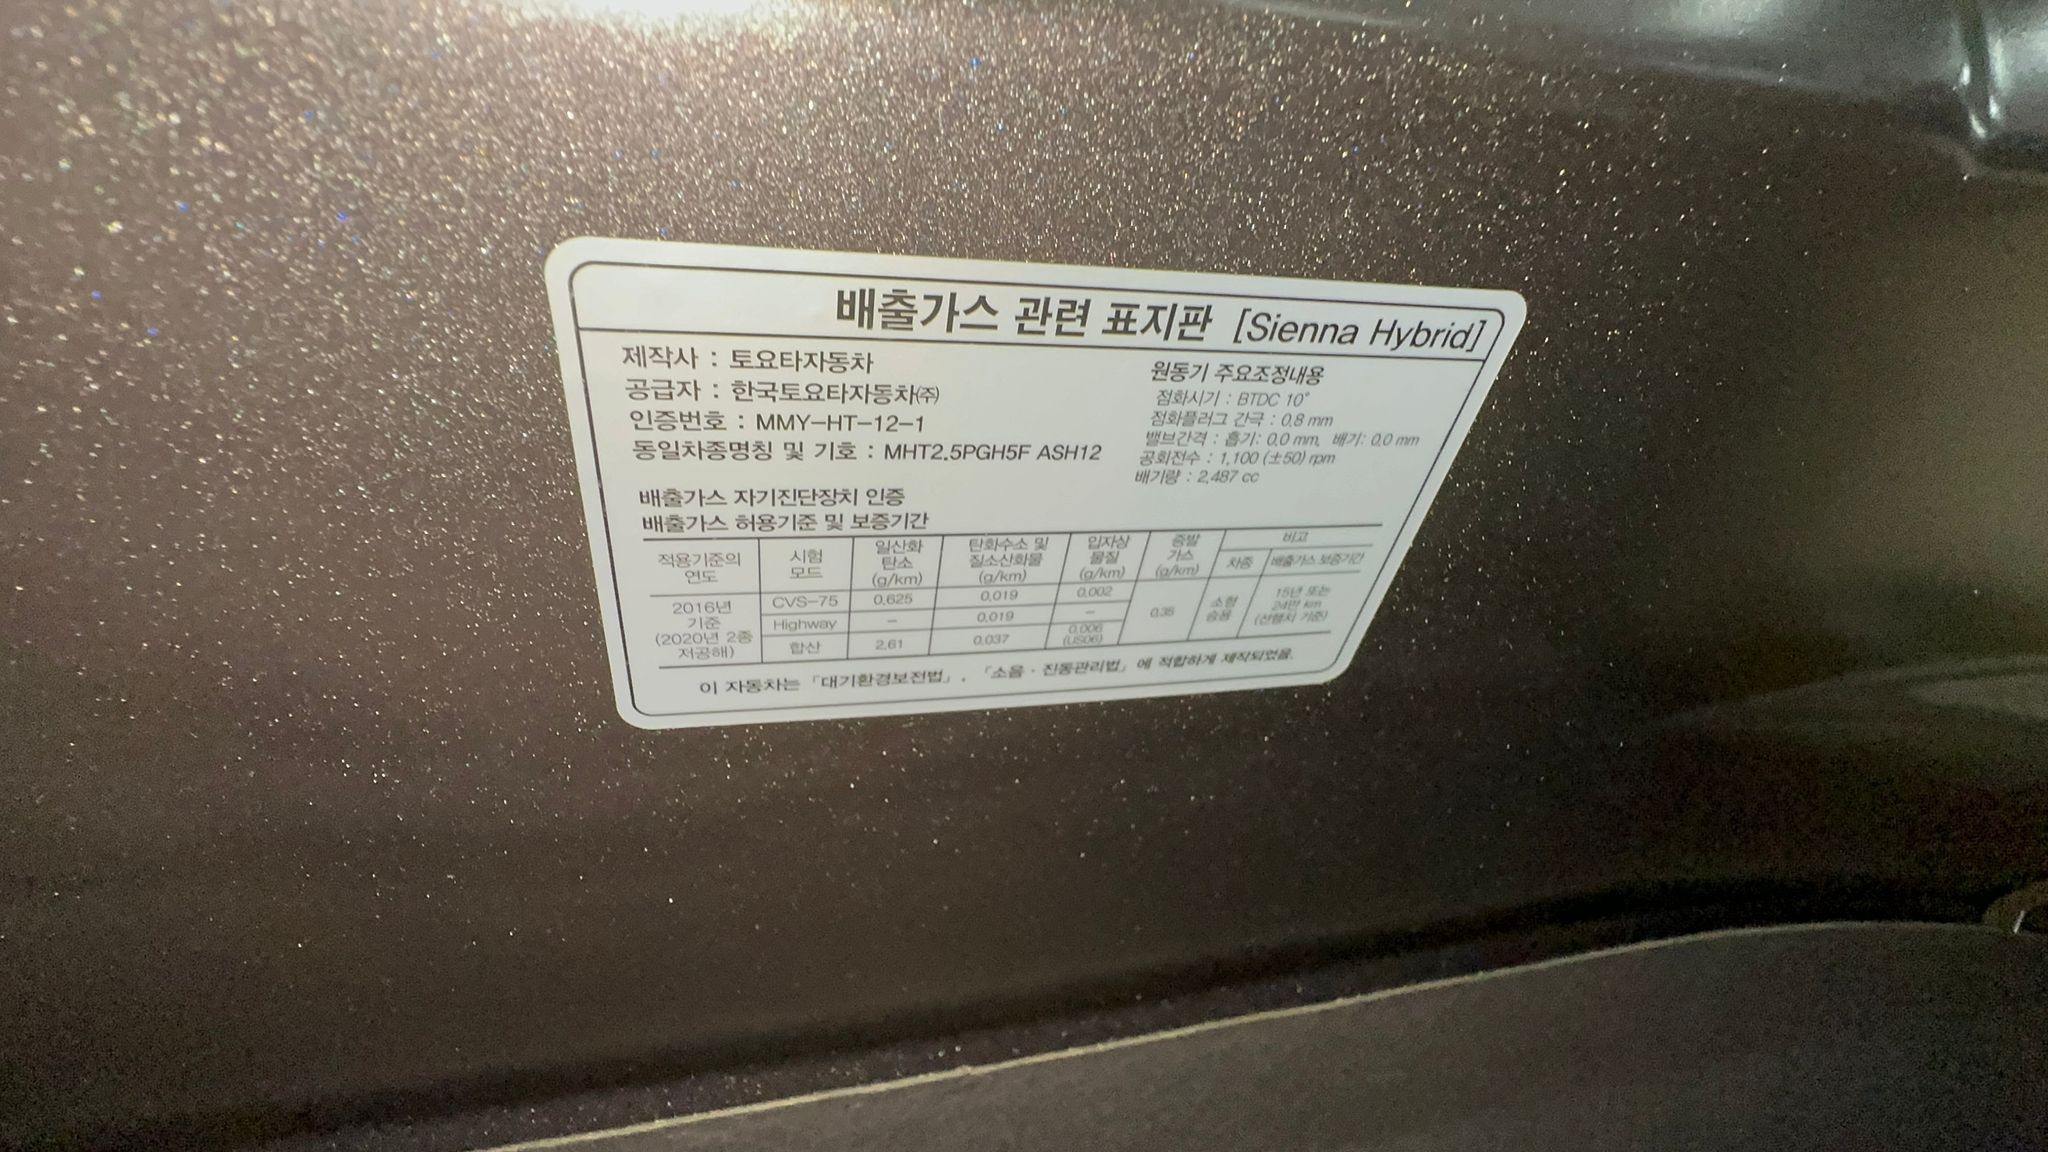 배출가스 관련 표지판 [Sienna Hybrid]
제작사 : 토요타자동차
공급자 : 한국토요타자동차㈜
인증번호 : MMY-HT-12-1
동일차종명칭 및 기호 : MHT2.5PGH5F ASH12
원동기 주요조정내용
점화시기 : BTDC 10°
점화플러그 간극 : 0.8 mm
밸브간격 : 흡기: 0.0 mm, 배기: 0.0 mm
공회전수 : 1,100 (±50) rpm
배기량 : 2,487 cc
배출가스 자기진단장치 인증
배출가스 허용기준 및 보증기간
적용기준의 연도 시험 모드 일산화 탄소 (g/km) 탄화수소 및 질소산화물 (g/km) 입자상 물질 (g/km) 증발 가스 (g/km) 비고
차종 배출가스 보증기간
2016년 기준 (2020년 2종 저공해) CVS-75 0.625 0.019 0.002 0.35 소형 승용 15년 또는 24만 km (선행시 기준)
Highway - 0.019 -
합산 2.61 0.037 0.006 (US06)
이 자동차는 「대기환경보전법」, 「소음·진동관리법」에 적합하게 제작되었음.